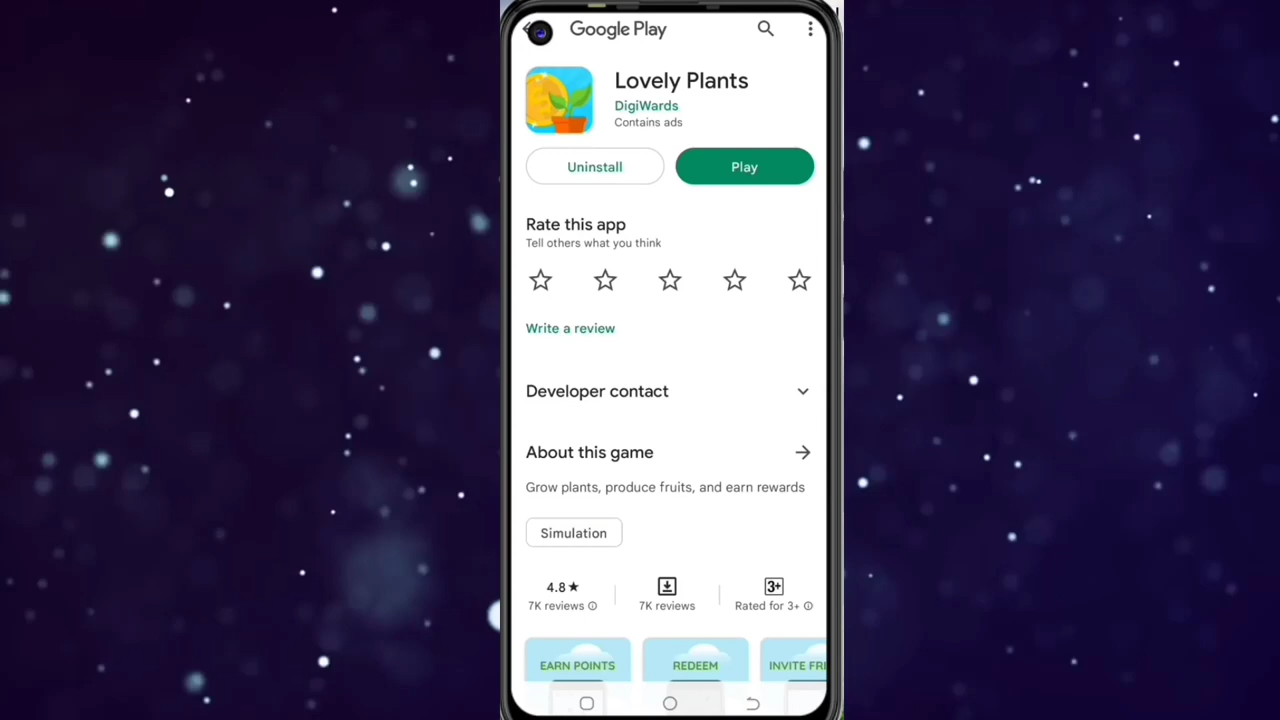 Google Play
Lovely Plants
DigiWards
Contains ads
Uninstall
Play
Rate this app
Tell others what you think
Write a review
Developer contact
About this game
Grow plants, produce fruits, and earn rewards
Simulation
4.8★
7K reviews
7K reviews
3+
Rated for 3+
EARN POINTS
REDEEM
INVITE FRI